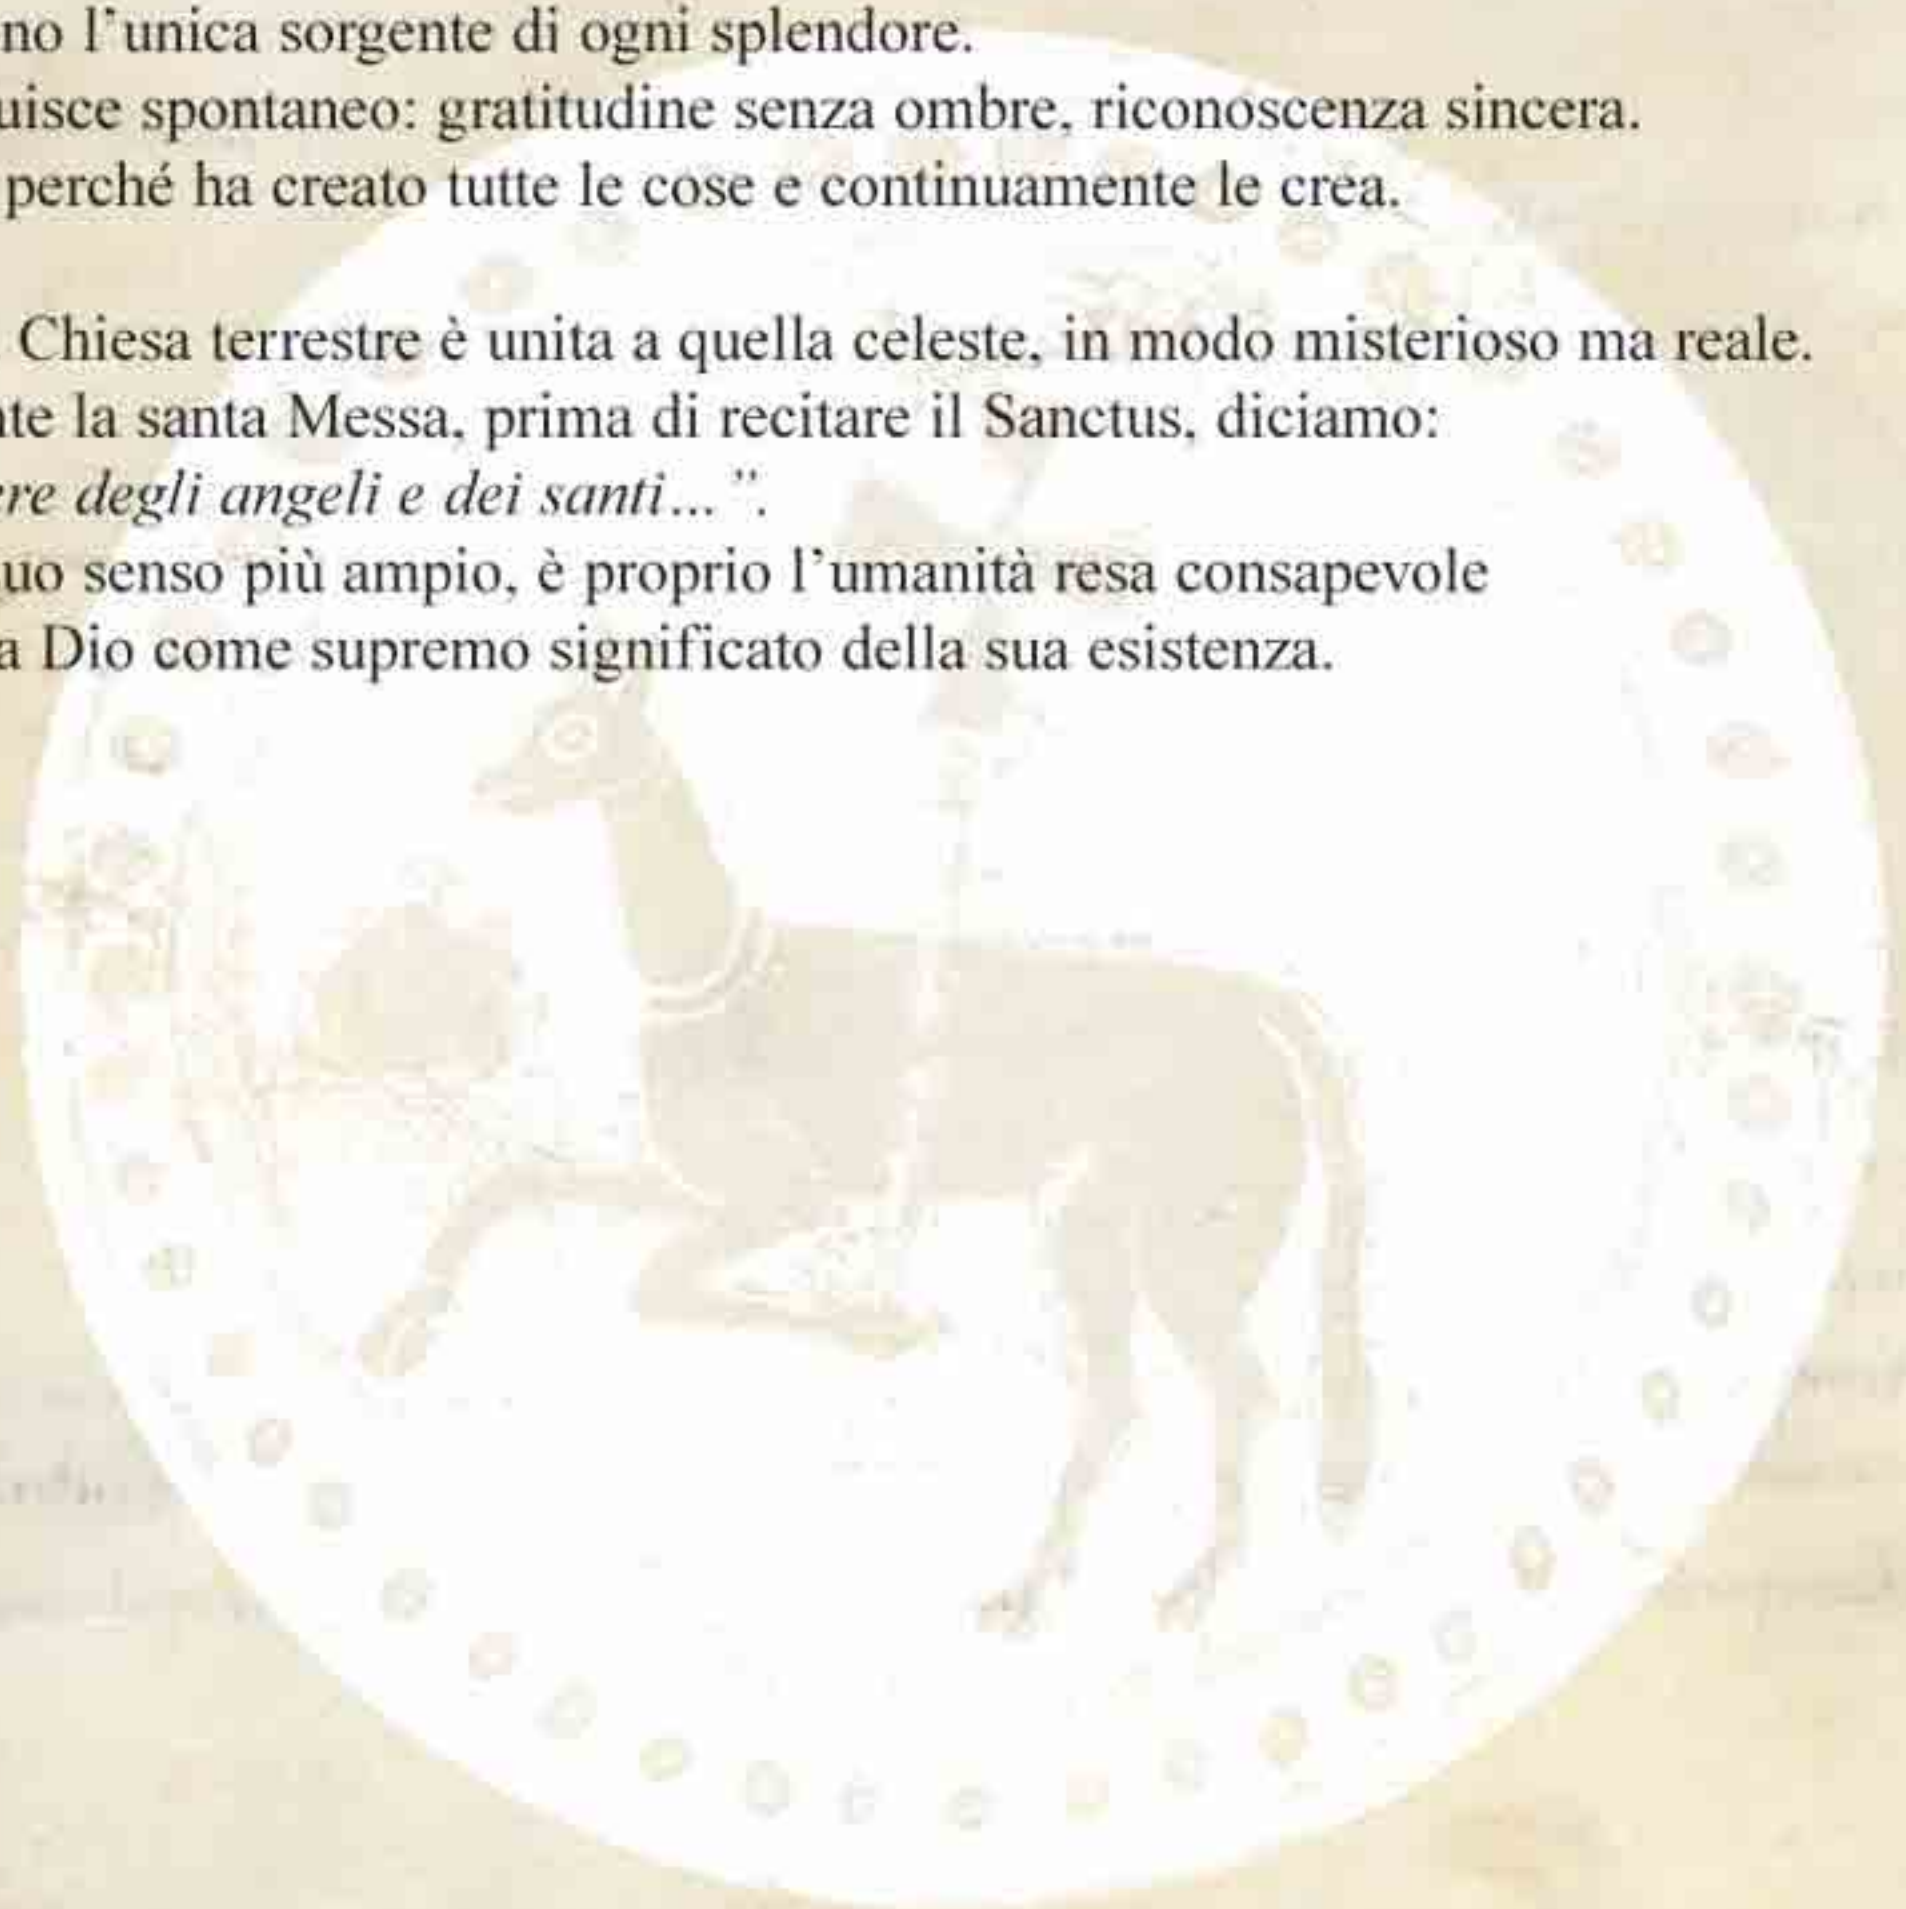 no l'unica sorgente di ogni splendore.
uisce spontaneo: gratitudine senza ombre, riconoscenza sincera.
perché ha creato tutte le cose e continuamente le crea.
Chiesa terrestre è unita a quella celeste, in modo misterioso ma reale.
te la santa Messa, prima di recitare il Sanctus, diciamo:
re degli angeli e dei santi... ”.
uo senso più ampio, è proprio l'umanità resa consapevole
a Dio come supremo significato della sua esistenza.